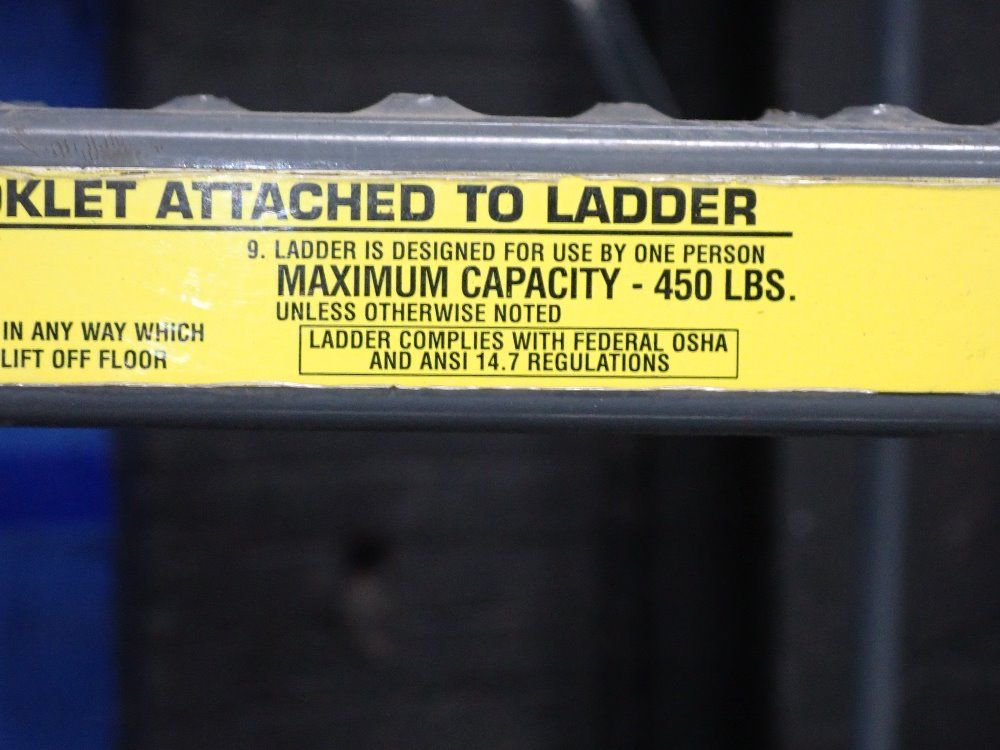 ATTACHED TO LADDER
9. LADDER IS DESIGNED FOR USE BY ONE PERSON
MAXIMUM CAPACITY - 450 LBS.
UNLESS OTHERWISE NOTED
IN ANY WAY WHICH
LIFT OFF FLOOR
LADDER COMPLIES WITH FEDERAL OSHA
AND ANSI 14.7 REGULATIONS